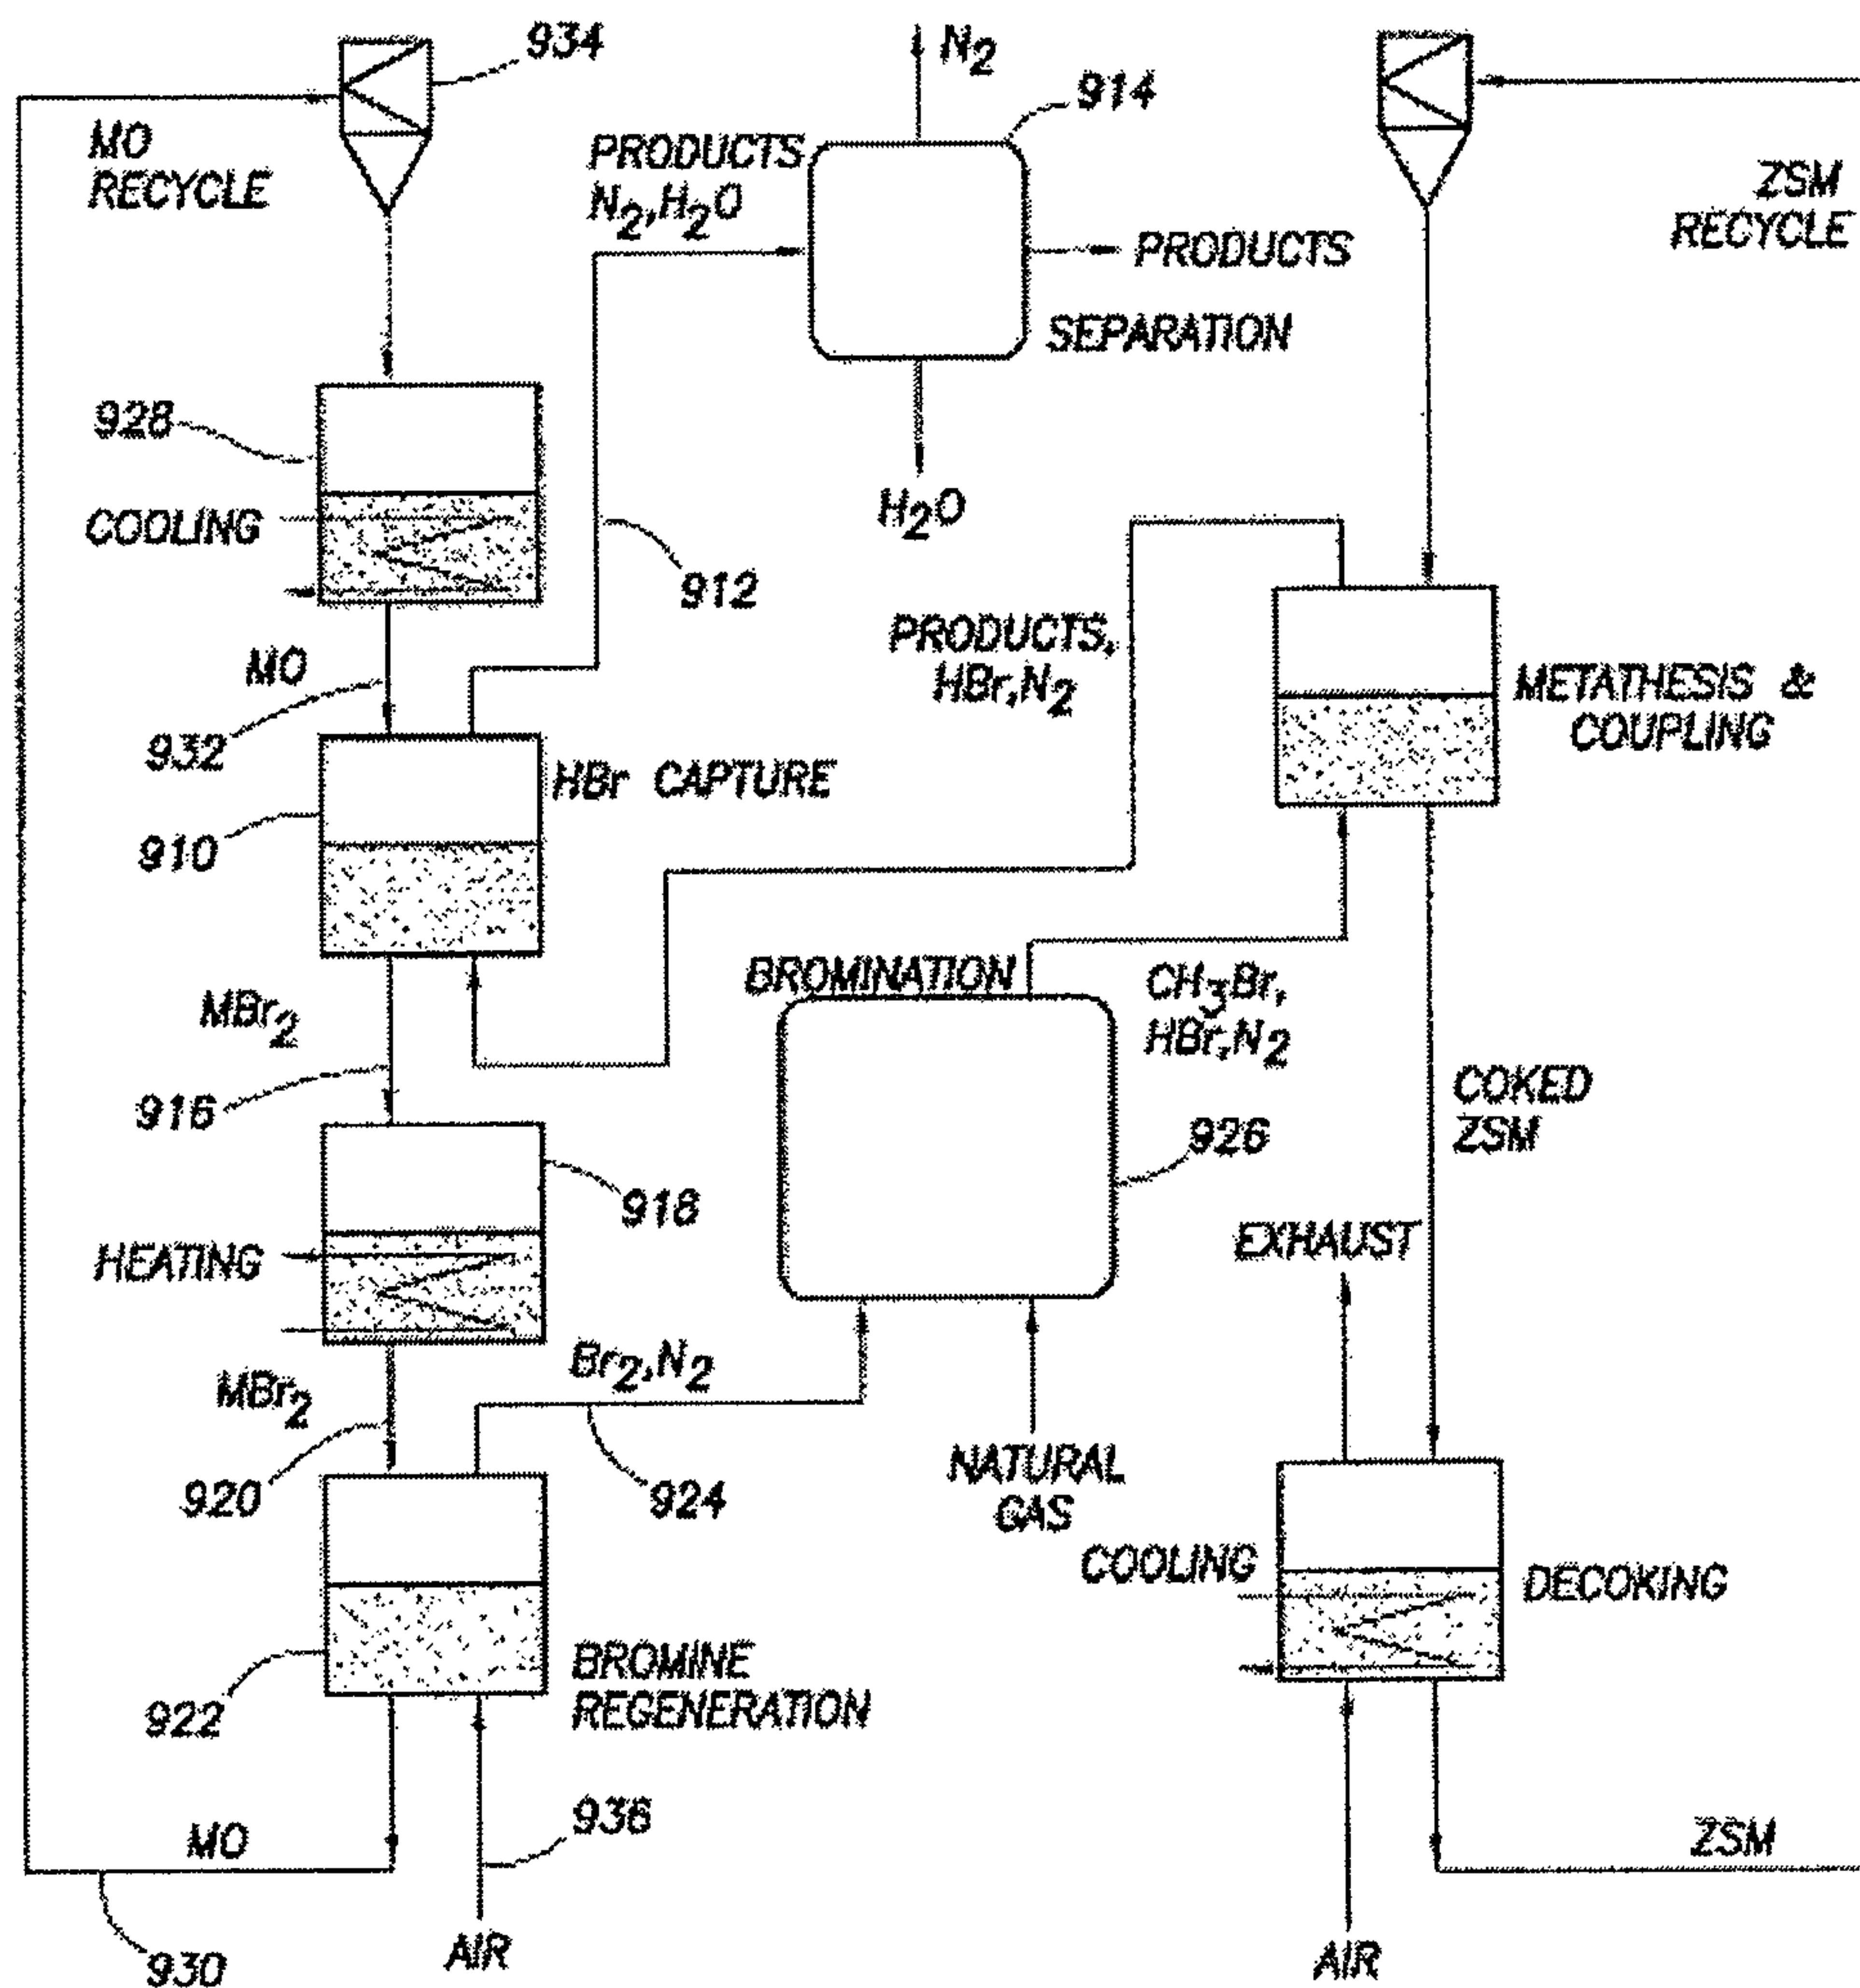 934
N2
914
MO
RECYCLE
PRODUCTS
N2,H2O
ZSM
RECYCLE
PRODUCTS
SEPARATION
928
COOLING
H2O
912
MO
PRODUCTS,
HBr,N2
METATHESIS &
COUPLING
932
HBr CAPTURE
910
BROMINATION
CH3Br,
HBr,N2
MBr2
916
COKED
ZSM
926
918
HEATING
EXHAUST
Br2,N2
MBr2
920
924
NATURAL
GAS
COOLING
DECOKING
BROMINE
REGENERATION
922
936
MO
ZSM
AIR
930
AIR